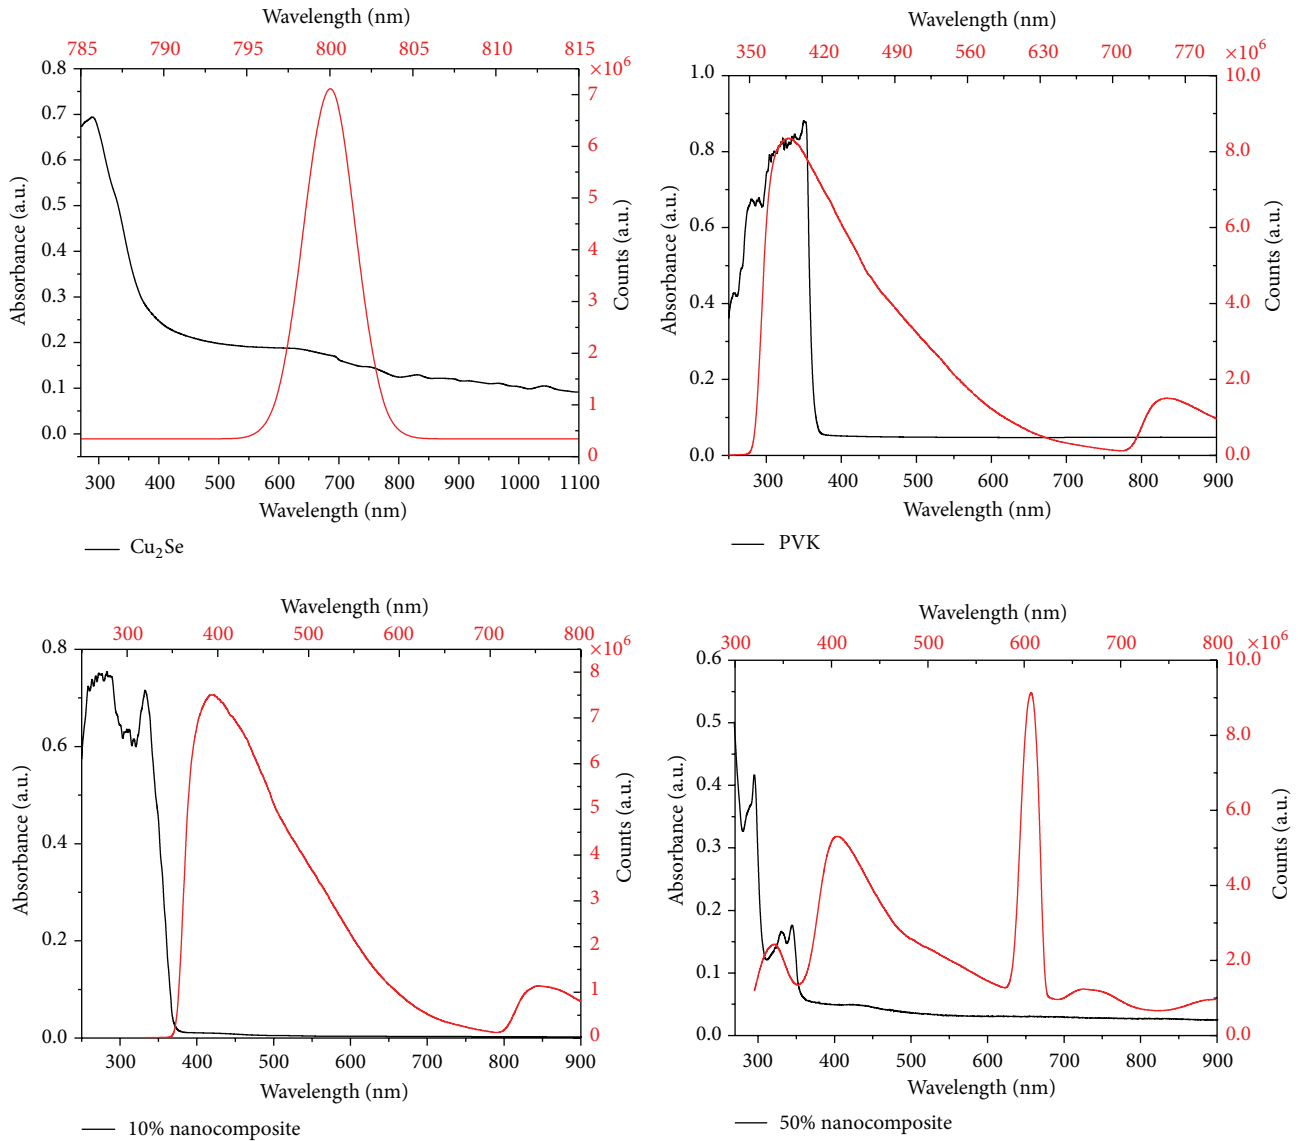 Wavelength (nm)
785 790 795 800 805 810 815
×10⁶
0.8
0.7
0.6
0.5
0.4
0.3
0.2
0.1
0.0
Absorbance (a.u.)
7
6
5
4
3
2
1
0
Counts (a.u.)
300 400 500 600 700 800 900 1000 1100
Wavelength (nm)
Cu₂Se
Wavelength (nm)
350 420 490 560 630 700 770 ×10⁶
1.0
0.8
0.6
0.4
0.2
0.0
Absorbance (a.u.)
10.0
8.0
6.0
4.0
2.0
0.0
Counts (a.u.)
300 400 500 600 700 800 900
Wavelength (nm)
PVK
Wavelength (nm)
300 400 500 600 700 800
×10⁶
0.8
0.6
0.4
0.2
0.0
Absorbance (a.u.)
8
7
6
5
4
3
2
1
0
Counts (a.u.)
300 400 500 600 700 800 900
Wavelength (nm)
10% nanocomposite
Wavelength (nm)
300 400 500 600 700 800
×10⁶
0.6
0.5
0.4
0.3
0.2
0.1
0.0
Absorbance (a.u.)
10.0
8.0
6.0
4.0
2.0
0.0
Counts (a.u.)
300 400 500 600 700 800 900
Wavelength (nm)
50% nanocomposite